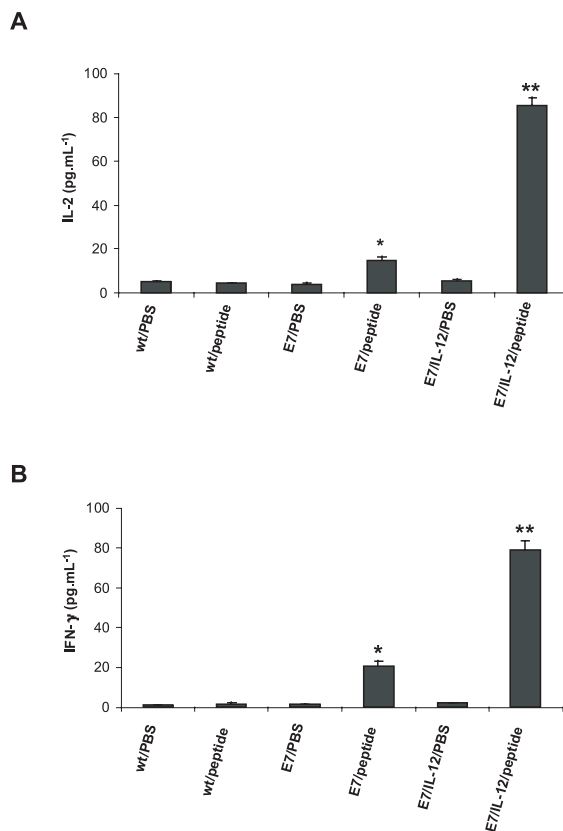 A
IL-2 (pg.mL-1)
100
80
60
40
20
0
*
**
wt/PBS
wt/peptide
E7/PBS
E7/peptide
E7/IL-12/PBS
E7/IL-12/peptide
B
IFN-γ (pg.mL-1)
100
80
60
40
20
0
*
**
wt/PBS
wt/peptide
E7/PBS
E7/peptide
E7/IL-12/PBS
E7/IL-12/peptide